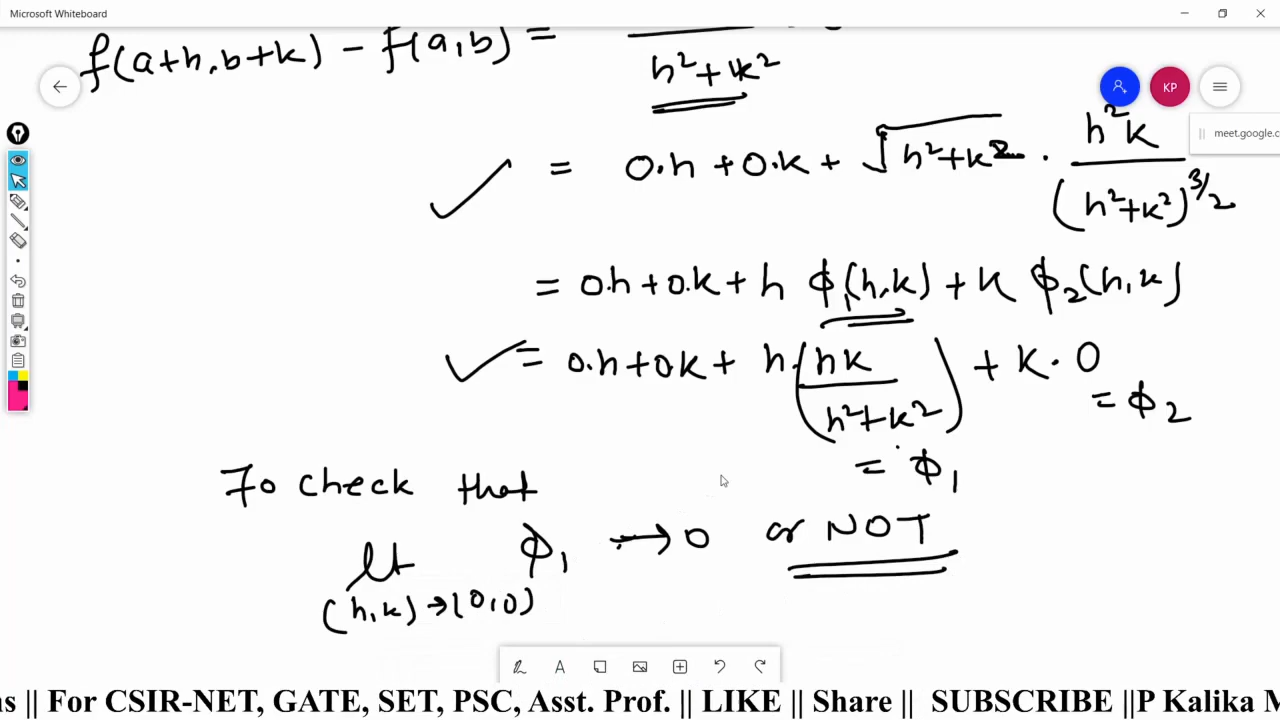 Microsoft Whiteboard
f(a+h, b+k) - f(a, b) =
h²+k²
= 0.h + 0.k + √h²+k² . h²k / (h²+k²)^3/2
KP
meet.google.c
= 0.h + 0.k + h ϕ₁(h,k) + k ϕ₂(h,k)
= 0.h + 0.k + h.(hk / h²+k²) + k . 0
= ϕ₂
= ϕ₁
To check that
lt ϕ₁ → 0 or NOT
(h,k) → (0,0)
ns || For CSIR-NET, GATE, SET, PSC, Asst. Prof. || LIKE || Share || SUBSCRIBE ||P Kalika M